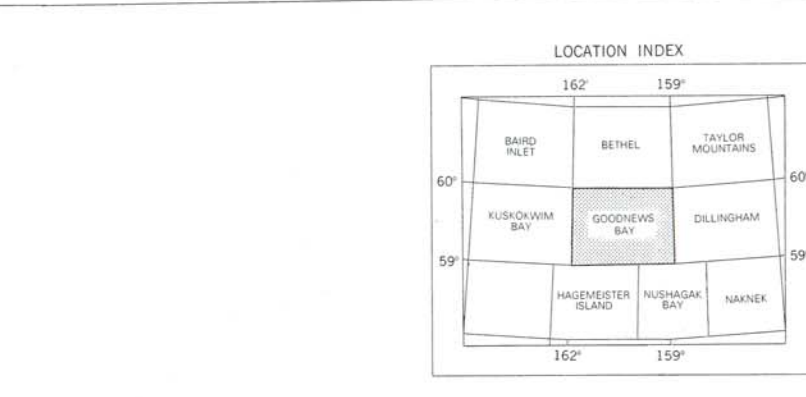 LOCATION INDEX
162° 159°
BAIRD
INLET
BETHEL
TAYLOR
MOUNTAINS
60° 60°
KUSKOKWIM
BAY
GOODNEWS
BAY
DILLINGHAM
59° 59°
HAGEMEISTER
ISLAND
NUSHAGAK
BAY
NAKNEK
162° 159°